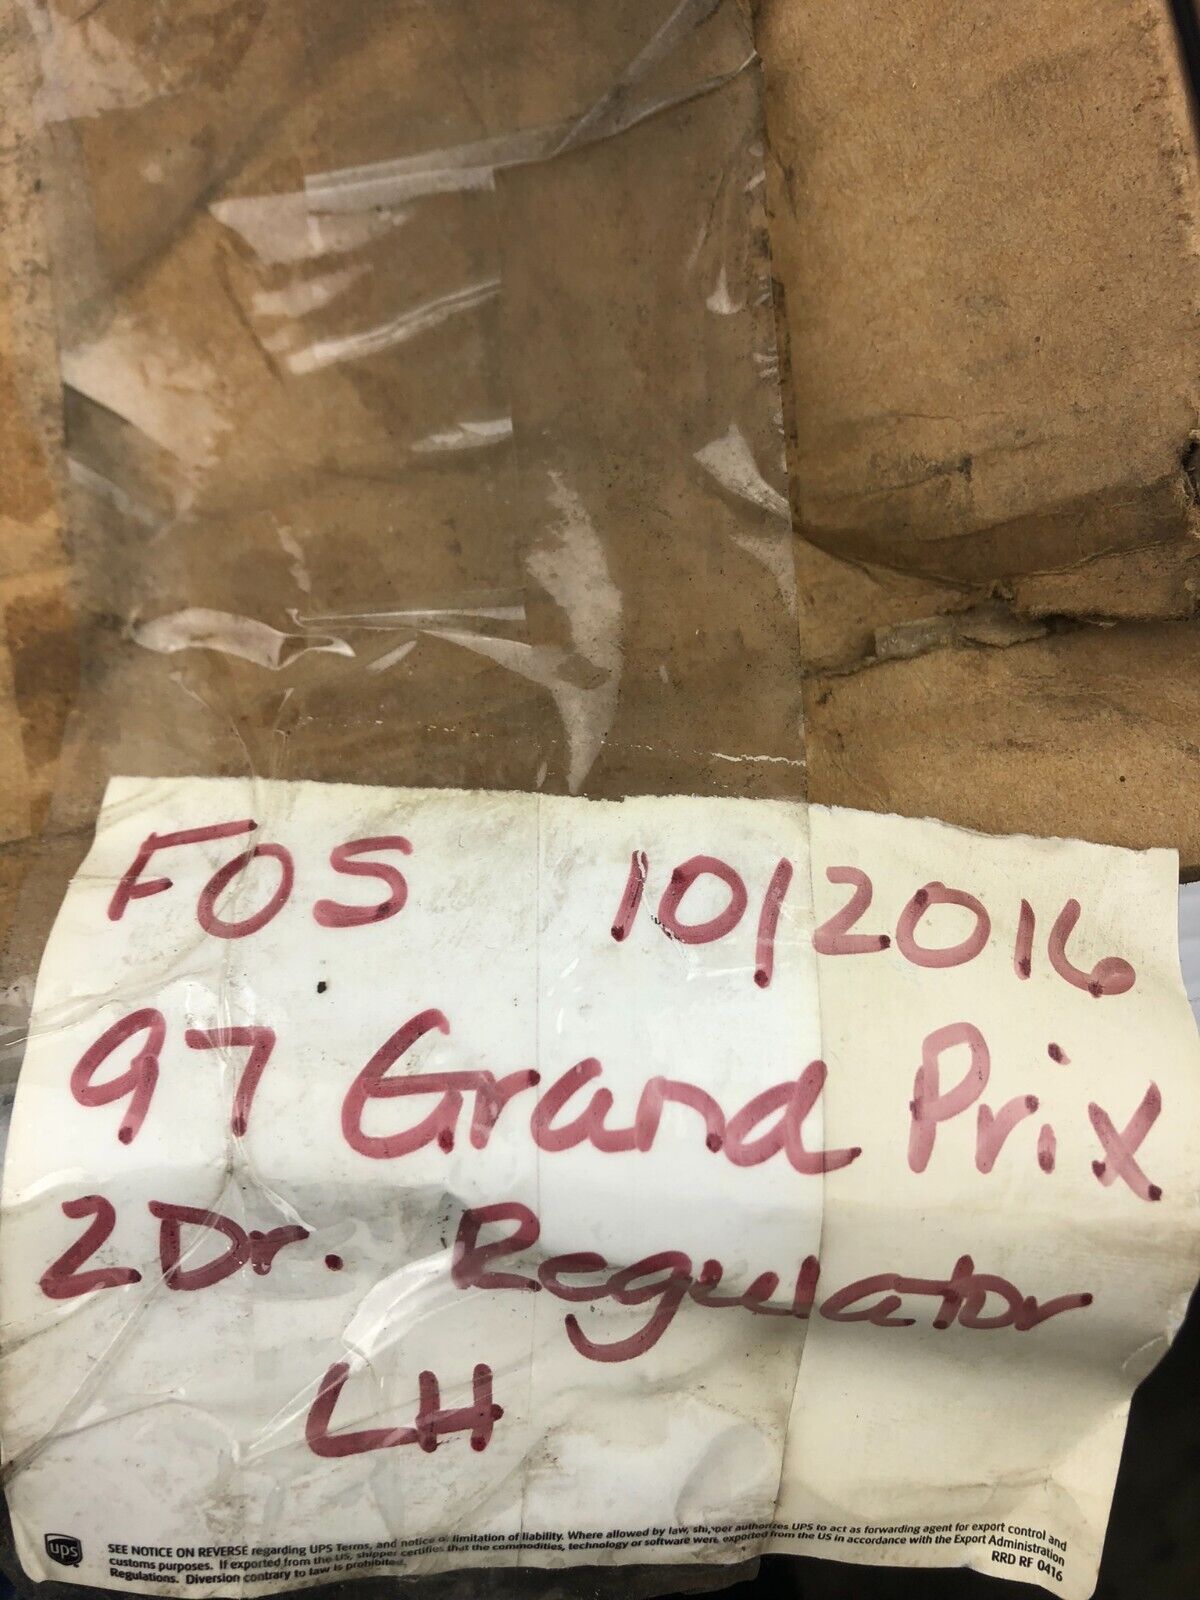 FOS 10/2016
97 Grand Prix
2Dr. Regulator
LH
ups
SEE NOTICE ON REVERSE regarding UPS Terms, and notice of limitation of liability. Where allowed by law, shipper authorizes UPS to act as forwarding agent for export control and
customs purposes. If exported from the US, shipper certifies that the commodities, technology or software were exported from the US in accordance with the Export Administration
Regulations. Diversion contrary to law is prohibited.
RRD RF 0416